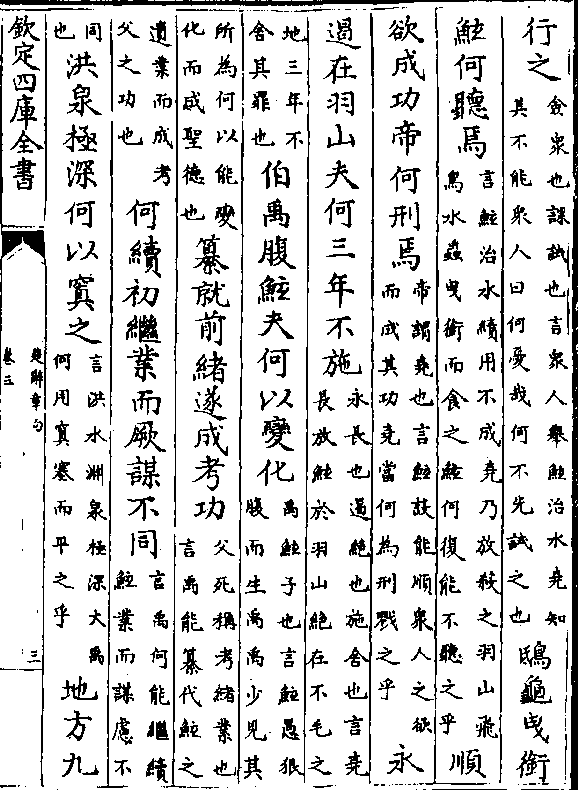 行之僉衆也課試也言衆人舉鮌治水堯知其不能衆人曰何憂哉何不先試之也鴟龜曳銜
鮌何聽焉言鮌治水績用不成堯乃放殺之羽山飛鳥水蟲曳銜而食之鮌何復能不聽之乎順
欲成功帝何刑焉帝謂堯也言鮌設能順衆人之欲而成其功堯當何為刑戮之乎永
遏在羽山夫何三年不施永長也遏絕也施舍也言堯長放鮌於羽山絕在不毛之
地三年不舍其罪也伯禹腹鮌夫何以變化禹鮌子也言鮌愚狠腹而生禹禹少見其
所為何以能變化而成聖德也纂就前緒遂成考功父死稱考緒業也言禹能纂代鮌之
遺業而成考父之功也何續初繼業而厥謀不同言禹何能繼續鮌業而謀慮不
同也洪泉極深何以窴之言洪水淵泉極深大禹何用窴塞而平之乎地方九
欽定四庫全書
楚辭章句
卷三
三